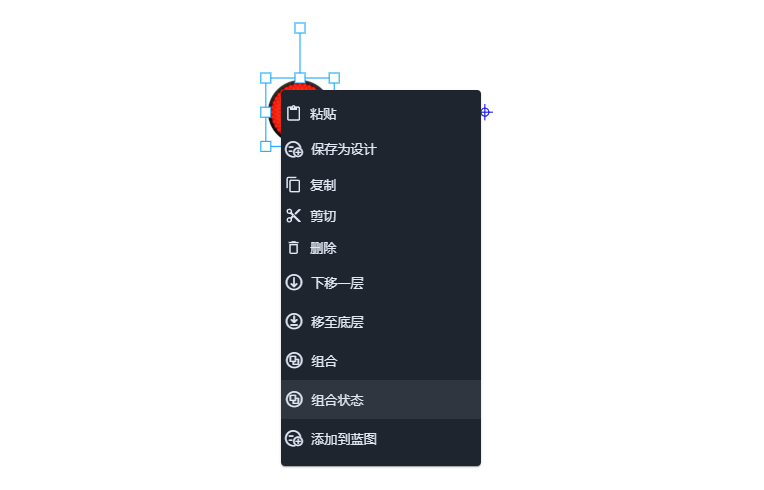 粘贴
保存为设计
复制
剪切
删除
下移一层
移至底层
组合
组合状态
添加到蓝图